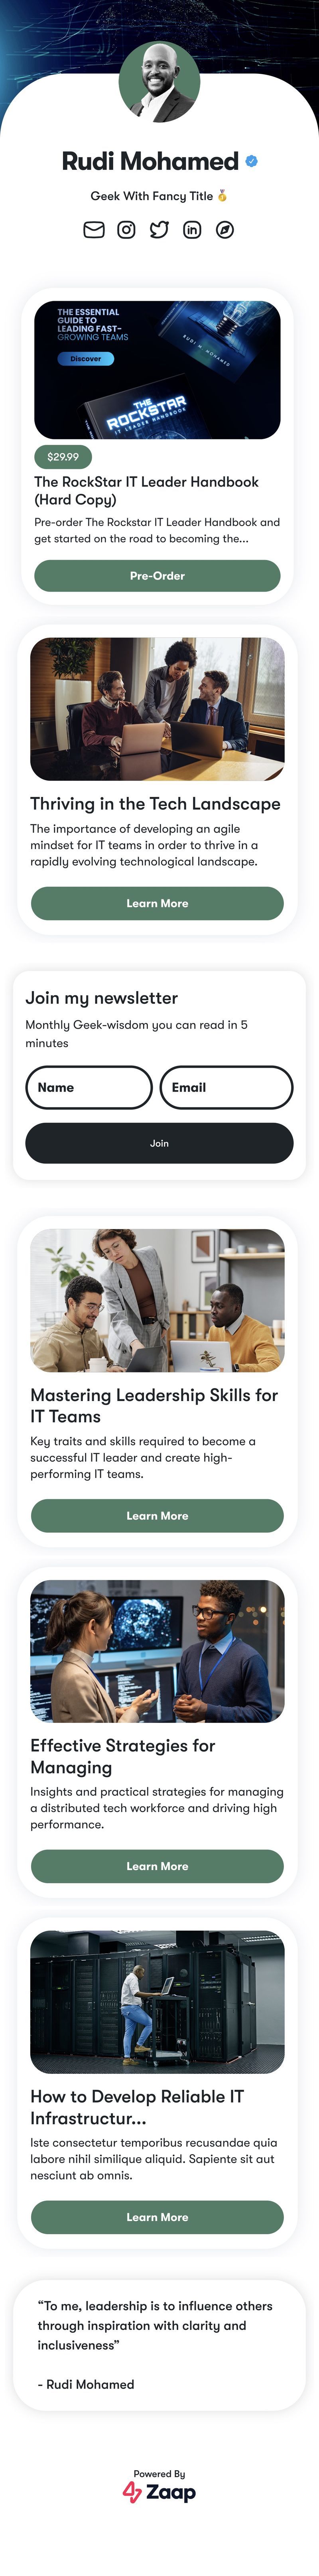 Rudi Mohamed
Geek With Fancy Title 🏅
THE ESSENTIAL
GUIDE TO
LEADING FAST-
GROWING TEAMS
Discover
RUDI M. MOHAMED
THE
ROCKSTAR
IT LEADER HANDBOOK
$29.99
The RockStar IT Leader Handbook
(Hard Copy)
Pre-order The Rockstar IT Leader Handbook and
get started on the road to becoming the...
Pre-Order
Thriving in the Tech Landscape
The importance of developing an agile
mindset for IT teams in order to thrive in a
rapidly evolving technological landscape.
Learn More
Join my newsletter
Monthly Geek-wisdom you can read in 5
minutes
Name
Email
Join
Mastering Leadership Skills for
IT Teams
Key traits and skills required to become a
successful IT leader and create high-
performing IT teams.
Learn More
Effective Strategies for
Managing
Insights and practical strategies for managing
a distributed tech workforce and driving high
performance.
Learn More
How to Develop Reliable IT
Infrastructur...
Iste consectetur temporibus recusandae quia
labore nihil similique aliquid. Sapiente sit aut
nesciunt ab omnis.
Learn More
“To me, leadership is to influence others
through inspiration with clarity and
inclusiveness”
- Rudi Mohamed
Powered By
Zaap